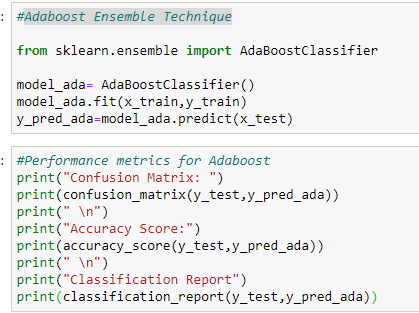 :
#Adaboost Ensemble Technique
from sklearn.ensemble import AdaBoostClassifier
model_ada= AdaBoostClassifier()
model_ada.fit(x_train,y_train)
y_pred_ada=model_ada.predict(x_test)
:
#Performance metrics for Adaboost
print("Confusion Matrix: ")
print(confusion_matrix(y_test,y_pred_ada))
print(" \n")
print("Accuracy Score:")
print(accuracy_score(y_test,y_pred_ada))
print(" \n")
print("Classification Report")
print(classification_report(y_test,y_pred_ada))